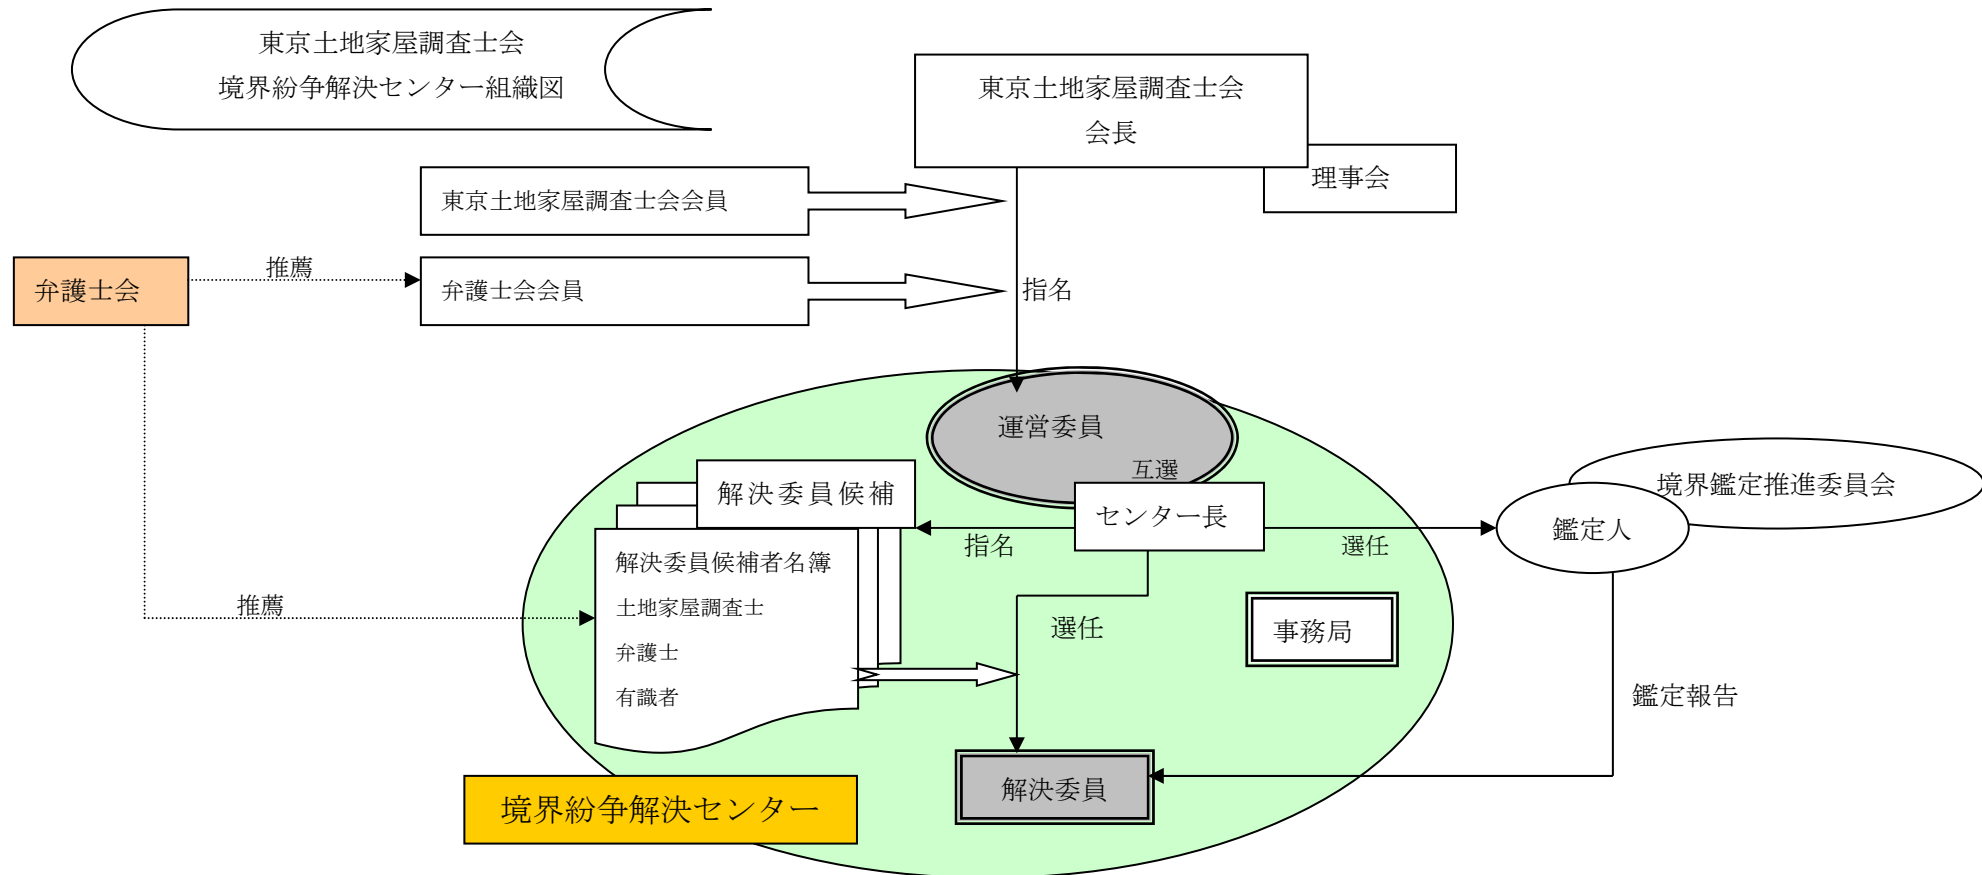 東京土地家屋調査士会
境界紛争解決センター組織図
東京土地家屋調査士会
会長
理事会
東京土地家屋調査士会会員
弁護士会
推薦
弁護士会会員
指名
運営委員
互選
センター長
解決委員候補
指名
選任
境界鑑定推進委員会
鑑定人
解決委員候補者名簿
土地家屋調査士
弁護士
有識者
推薦
選任
事務局
鑑定報告
解決委員
境界紛争解決センター